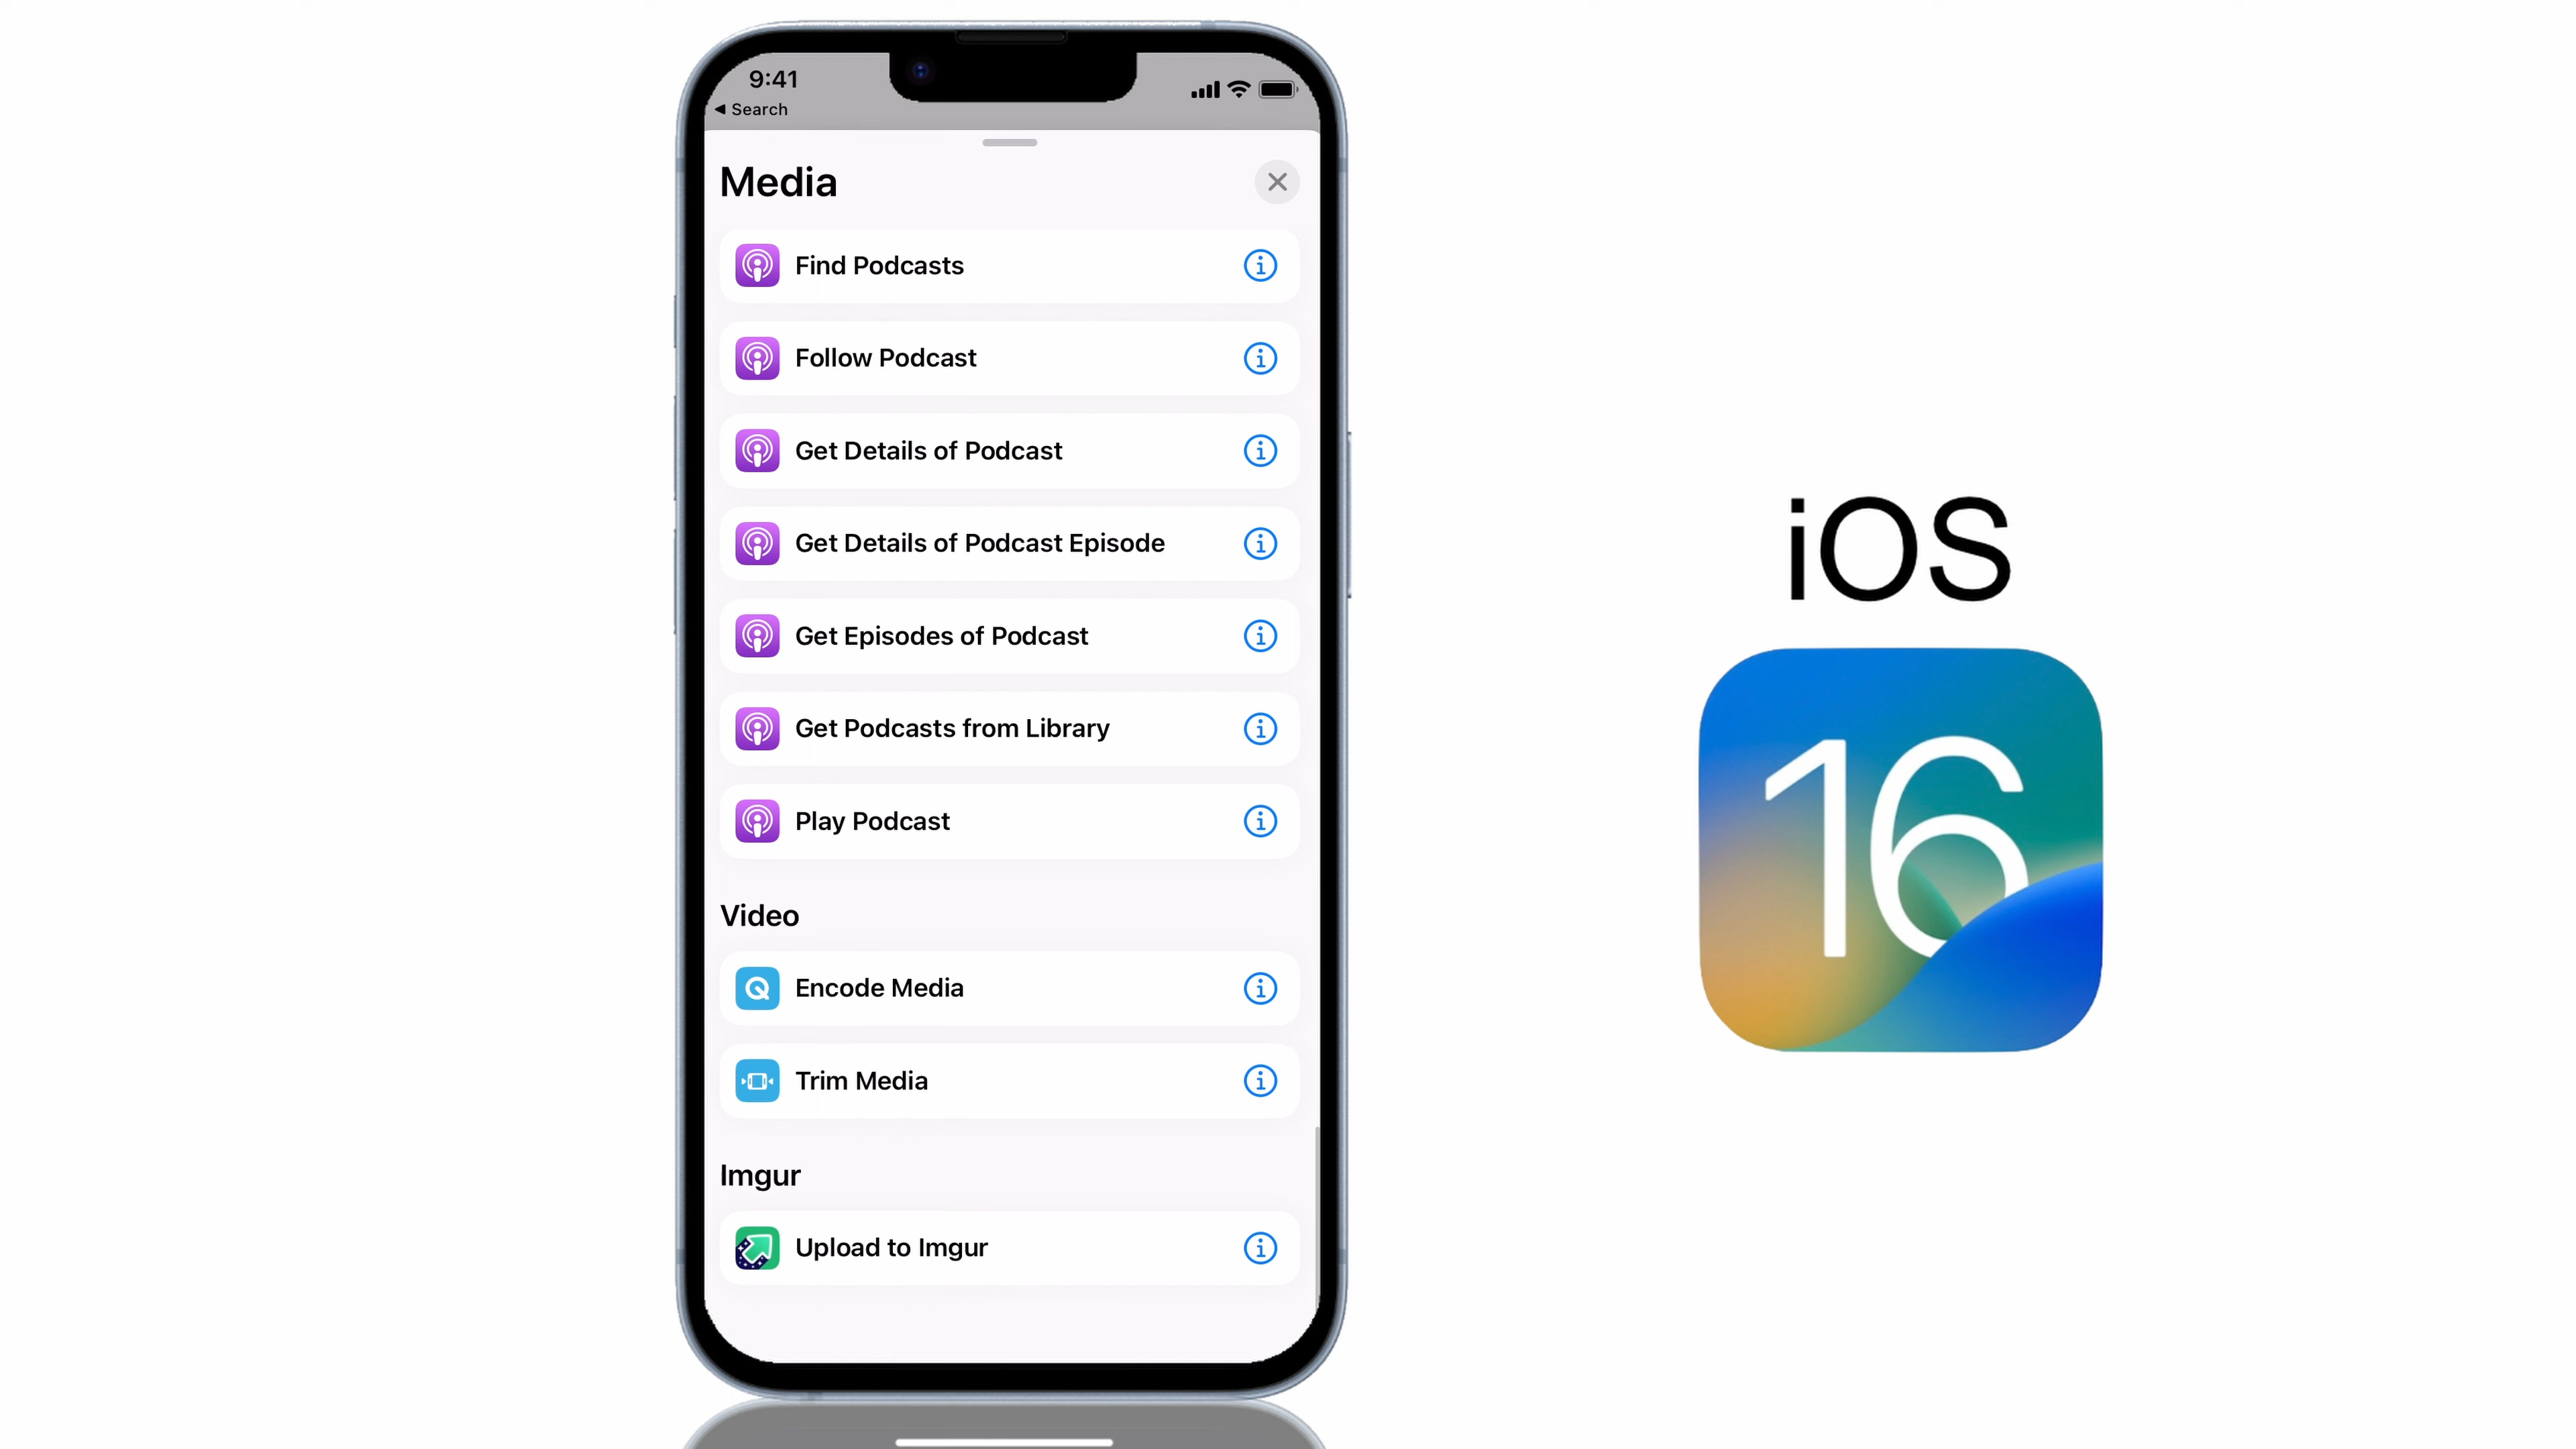 9:41
Search
Media
Find Podcasts
Follow Podcast
Get Details of Podcast
Get Details of Podcast Episode
Get Episodes of Podcast
Get Podcasts from Library
Play Podcast
Video
Encode Media
Trim Media
Imgur
Upload to Imgur
iOS
16